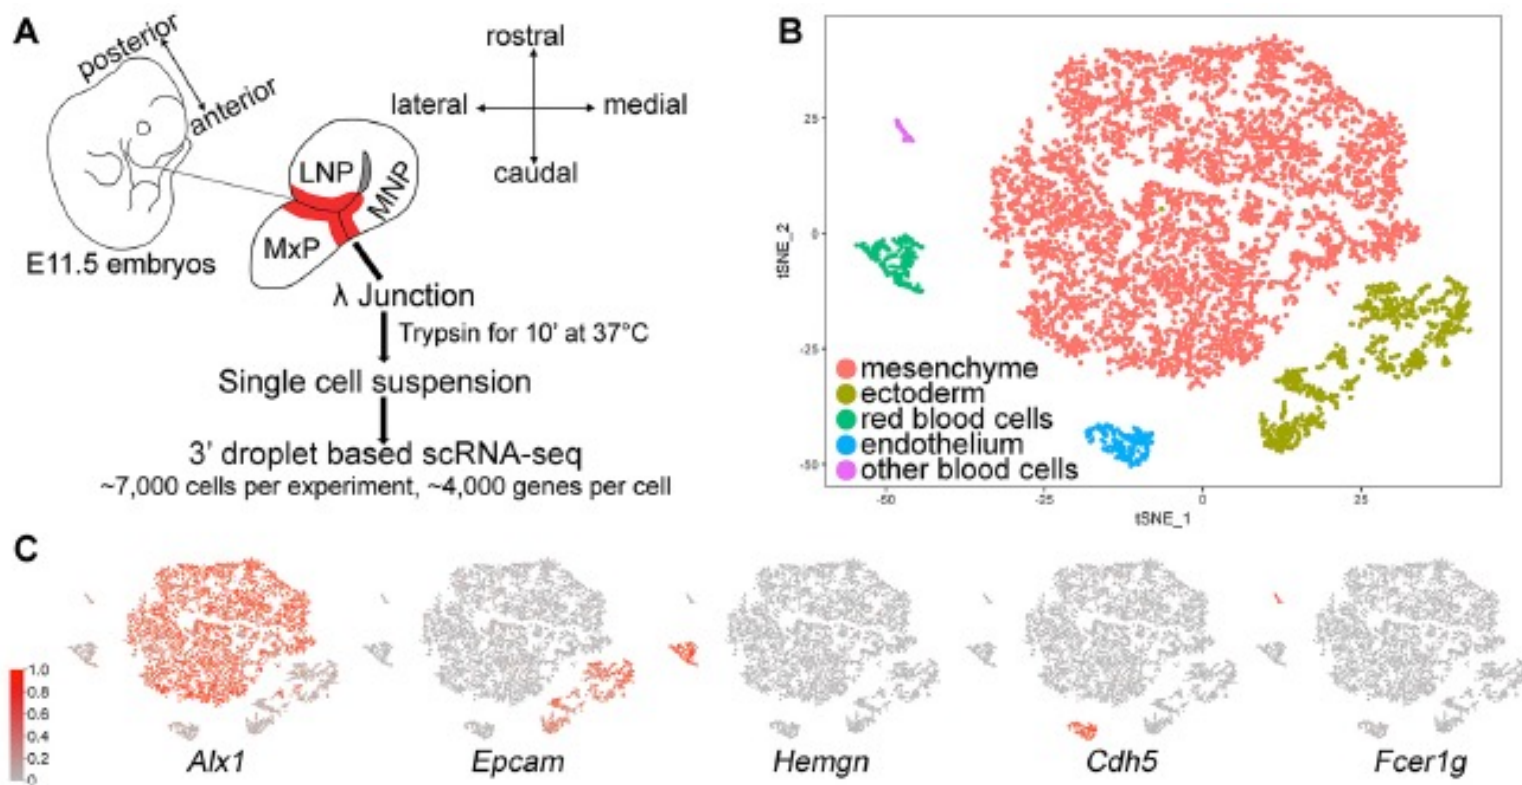 A
posterior
anterior
rostral
lateral
medial
caudal
LNP
MNP
MxP
E11.5 embryos
λ Junction
Trypsin for 10' at 37°C
Single cell suspension
3' droplet based scRNA-seq
~7,000 cells per experiment, ~4,000 genes per cell
B
tSNE_2
25
0
-25
-50
mesenchyme
ectoderm
red blood cells
endothelium
other blood cells
-50
-25
0
25
tSNE_1
C
1.0
0.8
0.6
0.4
0.2
0
Alx1
Epcam
Hemgn
Cdh5
Fcer1g